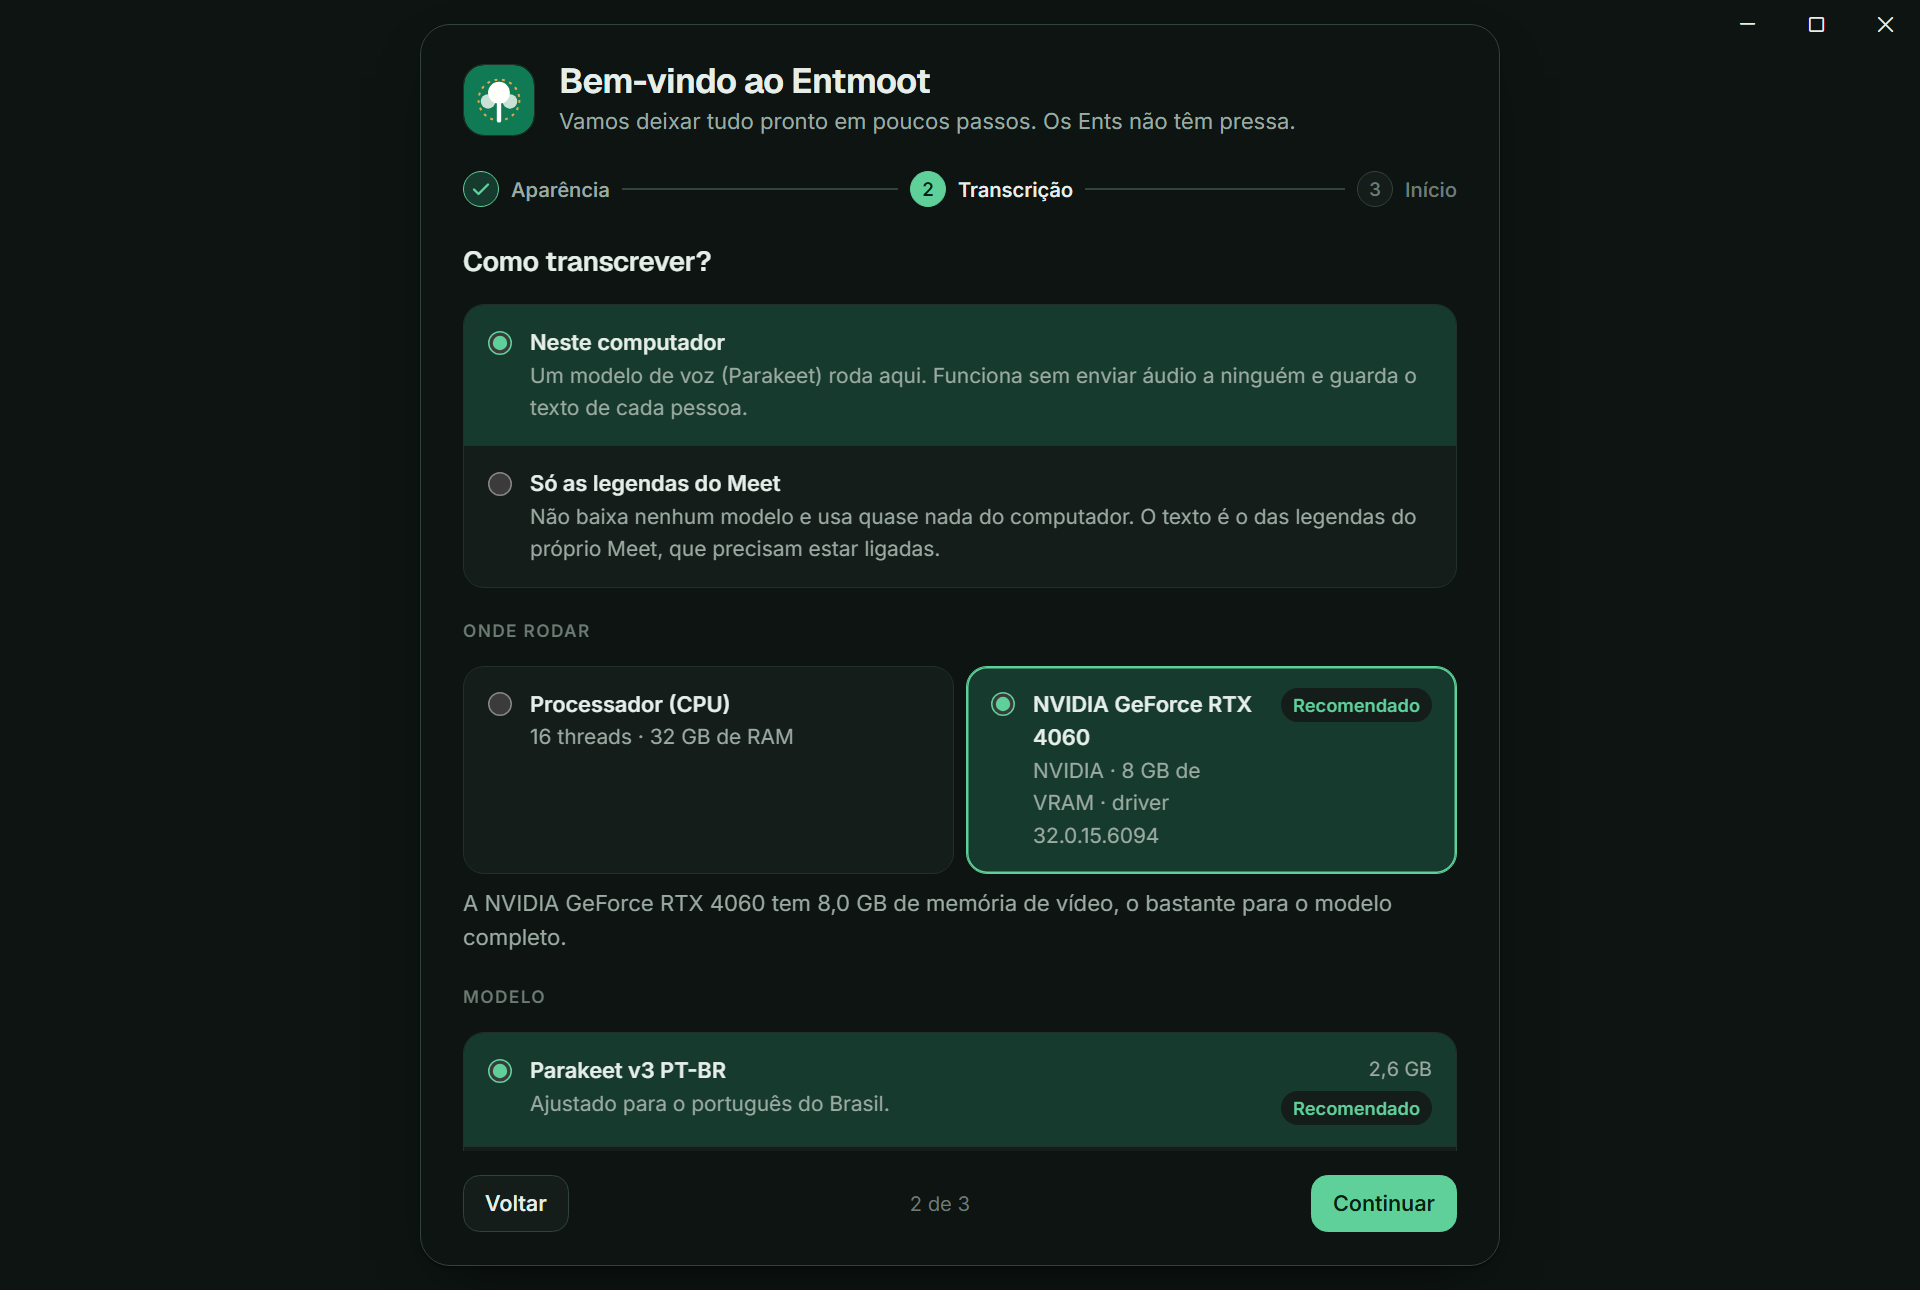 Bem-vindo ao Entmoot
Vamos deixar tudo pronto em poucos passos. Os Ents não têm pressa.
Aparência
2 Transcrição
3 Início
Como transcrever?
Neste computador
Um modelo de voz (Parakeet) roda aqui. Funciona sem enviar áudio a ninguém e guarda o
texto de cada pessoa.
Só as legendas do Meet
Não baixa nenhum modelo e usa quase nada do computador. O texto é o das legendas do
próprio Meet, que precisam estar ligadas.
ONDE RODAR
Processador (CPU)
16 threads · 32 GB de RAM
NVIDIA GeForce RTX
4060
Recomendado
NVIDIA · 8 GB de
VRAM · driver
32.0.15.6094
A NVIDIA GeForce RTX 4060 tem 8,0 GB de memória de vídeo, o bastante para o modelo
completo.
MODELO
Parakeet v3 PT-BR
2,6 GB
Ajustado para o português do Brasil.
Recomendado
Voltar
2 de 3
Continuar